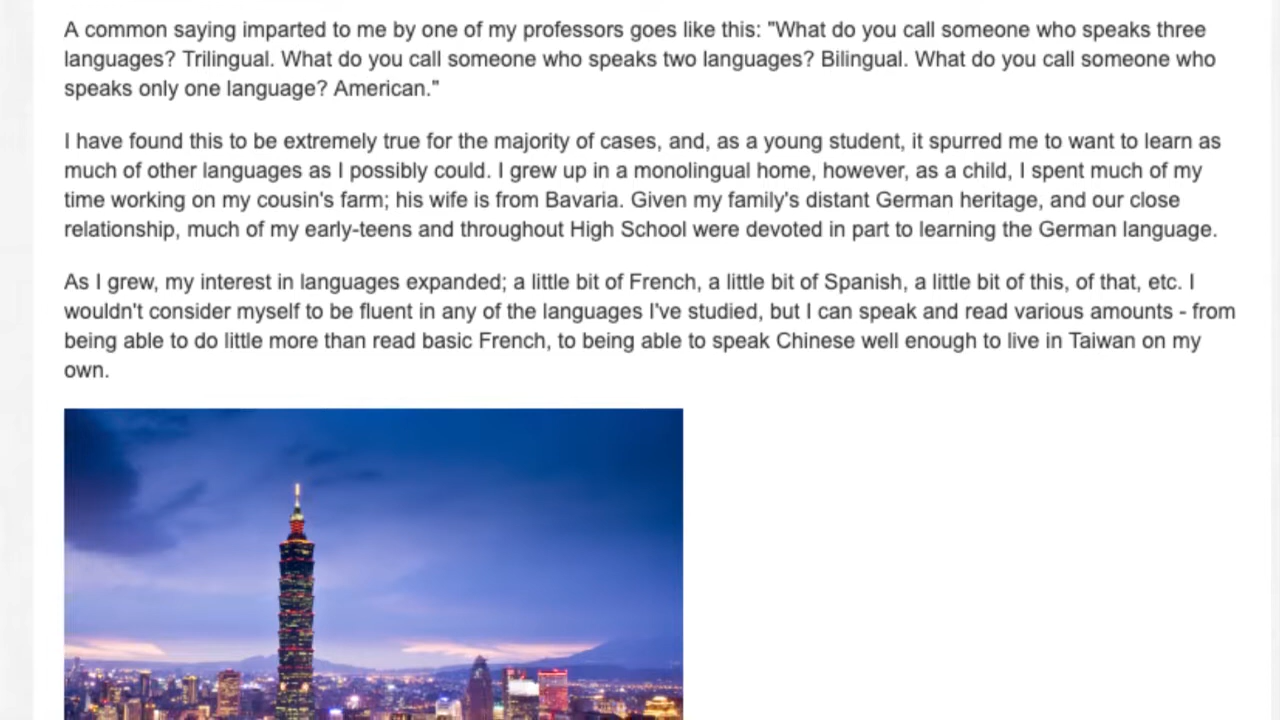 A common saying imparted to me by one of my professors goes like this: "What do you call someone who speaks three
languages? Trilingual. What do you call someone who speaks two languages? Bilingual. What do you call someone who
speaks only one language? American."
I have found this to be extremely true for the majority of cases, and, as a young student, it spurred me to want to learn as
much of other languages as I possibly could. I grew up in a monolingual home, however, as a child, I spent much of my
time working on my cousin's farm; his wife is from Bavaria. Given my family's distant German heritage, and our close
relationship, much of my early-teens and throughout High School were devoted in part to learning the German language.
As I grew, my interest in languages expanded; a little bit of French, a little bit of Spanish, a little bit of this, of that, etc. I
wouldn't consider myself to be fluent in any of the languages I've studied, but I can speak and read various amounts - from
being able to do little more than read basic French, to being able to speak Chinese well enough to live in Taiwan on my
own.